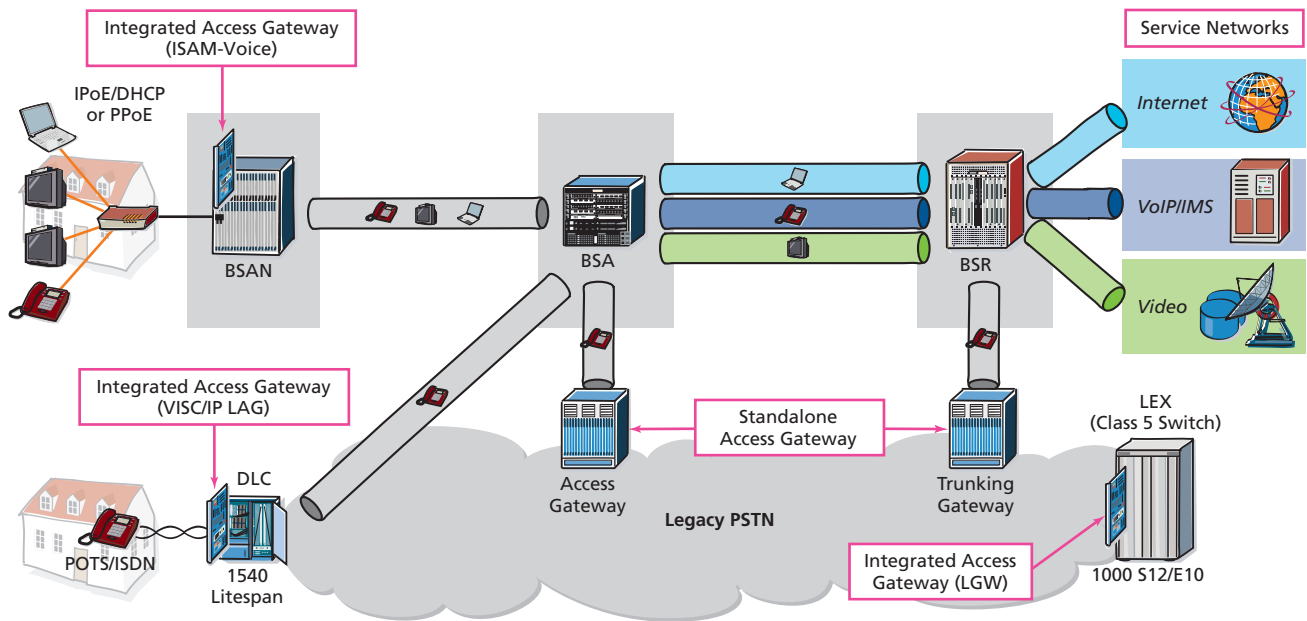 Integrated Access Gateway
(ISAM-Voice)
Service Networks
IPoE/DHCP
or PPoE
Internet
VoIP/IMS
Video
BSAN
BSA
BSR
Integrated Access Gateway
(VISC/IP LAG)
Standalone
Access Gateway
LEX
(Class 5 Switch)
DLC
Access
Gateway
Trunking
Gateway
Legacy PSTN
POTS/ISDN
1540
Litespan
Integrated Access
Gateway (LGW)
1000 S12/E10